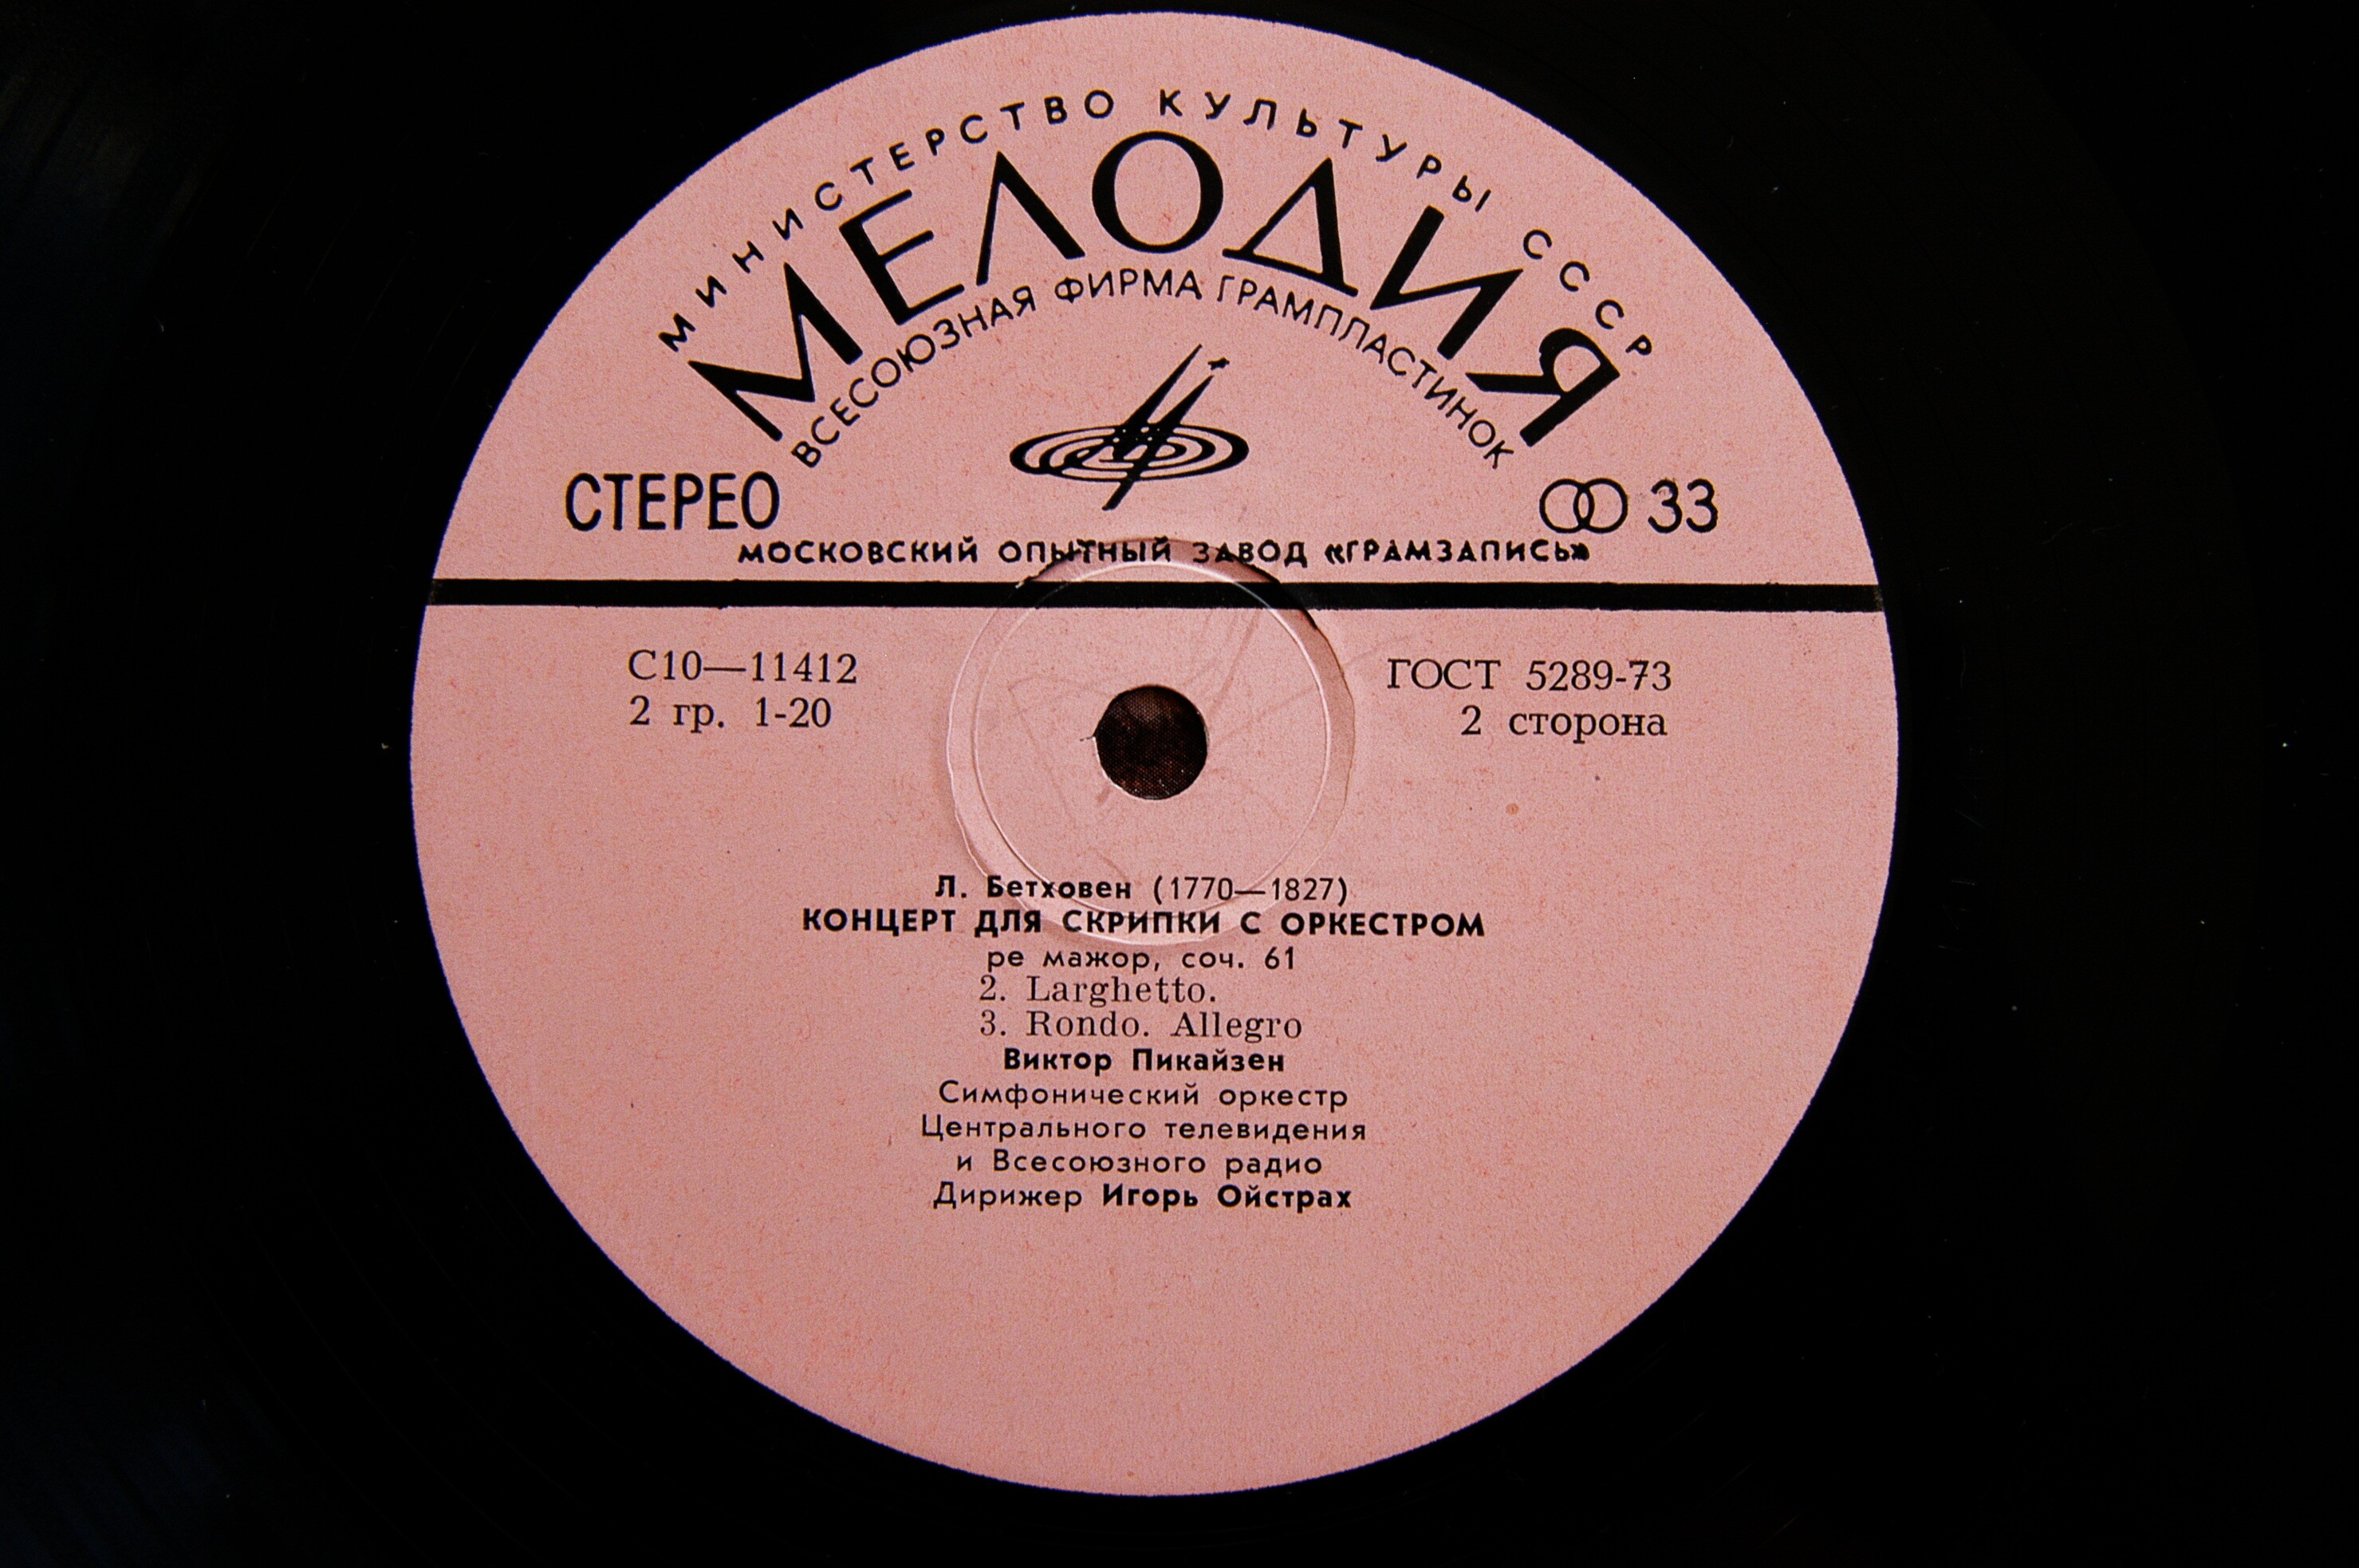 МИНИСТЕРСТВО КУЛЬТУРЫ СССР
МЕЛОДИЯ
ВСЕСОЮЗНАЯ ФИРМА ГРАМПЛАСТИНОК
СТЕРЕО
33
МОСКОВСКИЙ ОПЫТНЫЙ ЗАВОД «ГРАМЗАПИСЬ»
С10—11412
ГОСТ 5289-73
2 гр. 1-20
2 сторона
Л. Бетховен (1770—1827)
КОНЦЕРТ ДЛЯ СКРИПКИ С ОРКЕСТРОМ
ре мажор, соч. 61
2. Larghetto.
3. Rondo. Allegro
Виктор Пикайзен
Симфонический оркестр
Центрального телевидения
и Всесоюзного радио
Дирижер Игорь Ойстрах